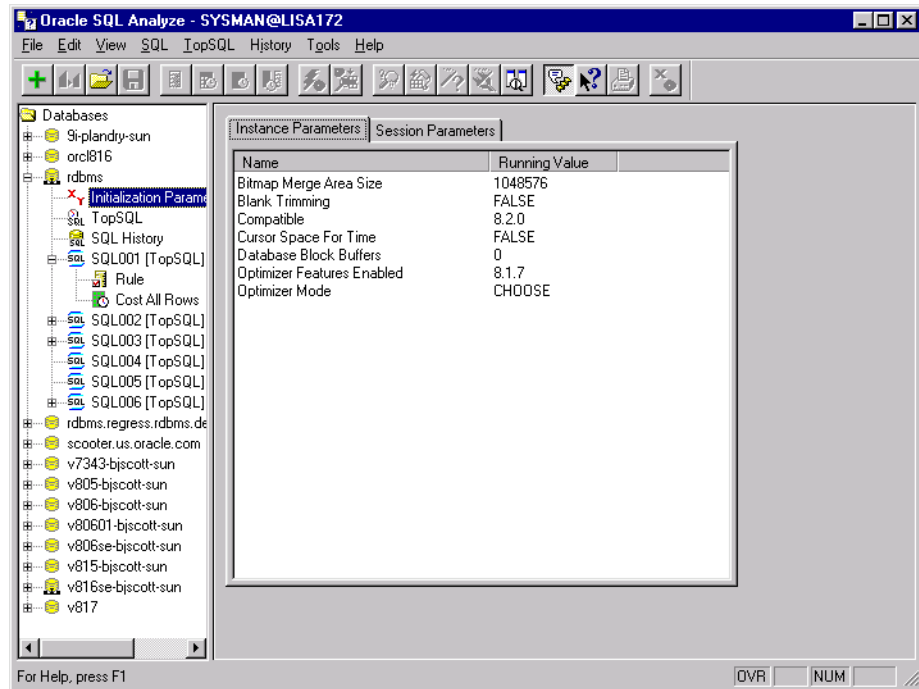 Oracle SQL Analyze - SYSMAN@LISA172
File Edit View SQL TopSQL History Tools Help
Databases
9i-plandry-sun
orcl816
rdbms
Initialization Parame
TopSQL
SQL History
SQL001 [TopSQL]
Rule
Cost All Rows
SQL002 [TopSQL]
SQL003 [TopSQL]
SQL004 [TopSQL]
SQL005 [TopSQL]
SQL006 [TopSQL]
rdbms.regress.rdbms.de
scooter.us.oracle.com
v7343-bjscott-sun
v805-bjscott-sun
v806-bjscott-sun
v80601-bjscott-sun
v806se-bjscott-sun
v815-bjscott-sun
v816se-bjscott-sun
v817
Instance Parameters Session Parameters
Name Running Value
Bitmap Merge Area Size 1048576
Blank Trimming FALSE
Compatible 8.2.0
Cursor Space For Time FALSE
Database Block Buffers 0
Optimizer Features Enabled 8.1.7
Optimizer Mode CHOOSE
For Help, press F1 OVR NUM